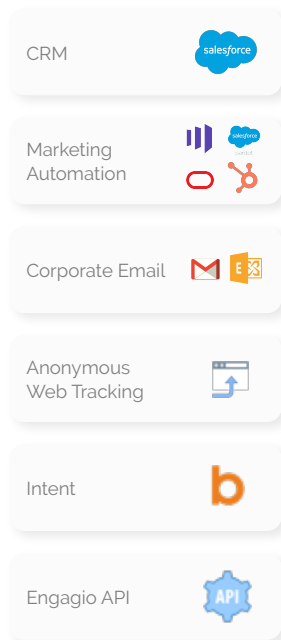 CRM
salesforce
Marketing
Automation
salesforce
Corporate Email
E
Anonymous
Web Tracking
Intent
b
Engagio API
API